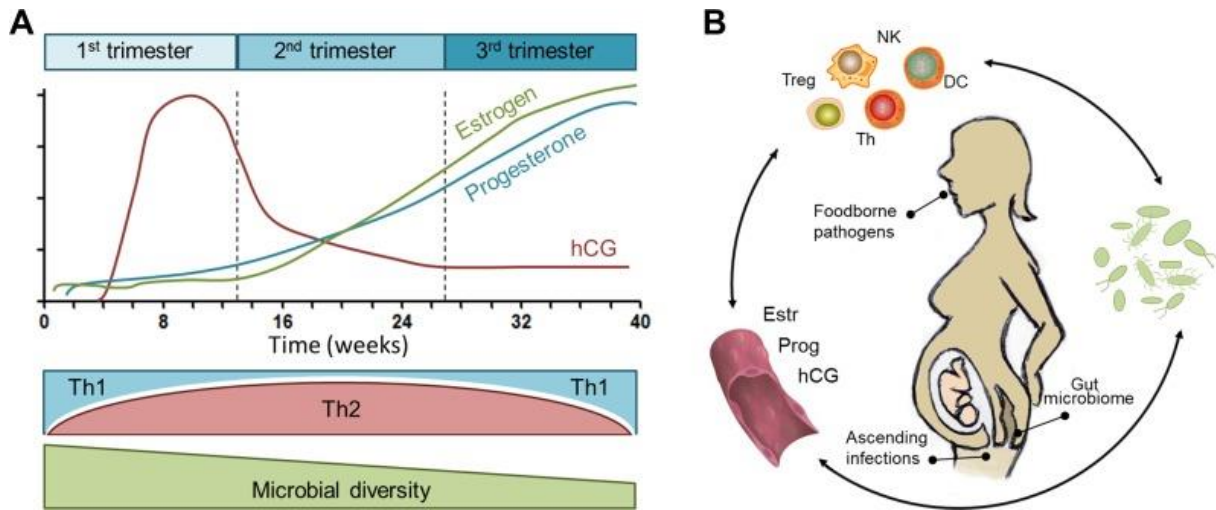 A
1st trimester
2nd trimester
3rd trimester
Estrogen
Progesterone
hCG
0 8 16 24 32 40
Time (weeks)
Th1
Th1
Th2
Microbial diversity
B
NK
Treg
DC
Th
Foodborne
pathogens
Estr
Prog
hCG
Gut
microbiome
Ascending
infections